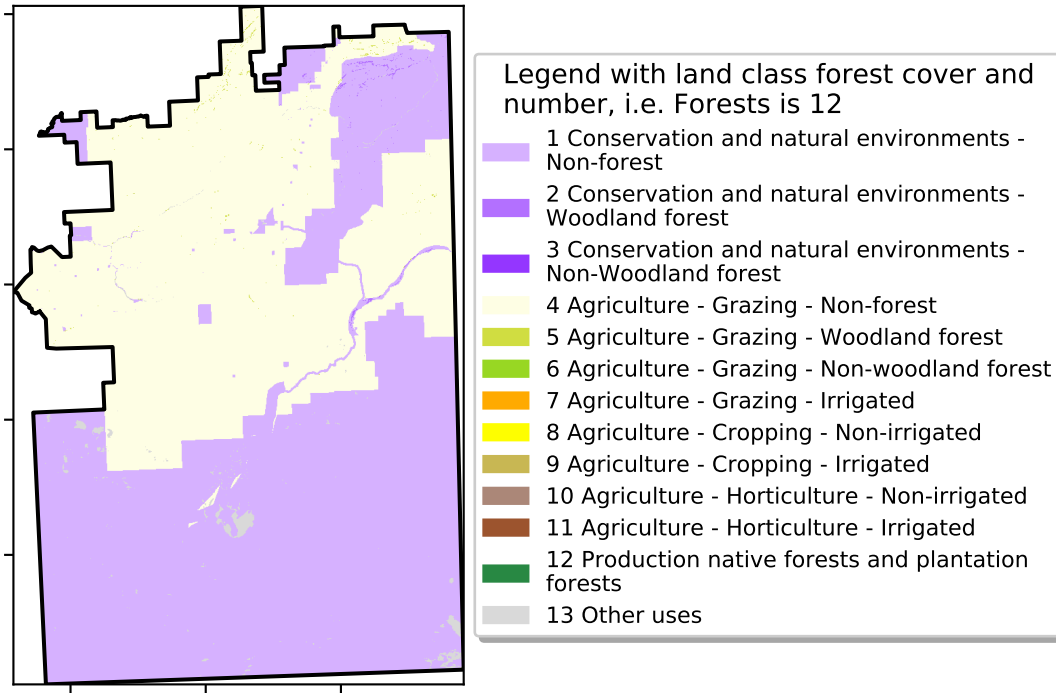 Legend with land class forest cover and
number, i.e. Forests is 12
1 Conservation and natural environments -
Non-forest
2 Conservation and natural environments -
Woodland forest
3 Conservation and natural environments -
Non-Woodland forest
4 Agriculture - Grazing - Non-forest
5 Agriculture - Grazing - Woodland forest
6 Agriculture - Grazing - Non-woodland forest
7 Agriculture - Grazing - Irrigated
8 Agriculture - Cropping - Non-irrigated
9 Agriculture - Cropping - Irrigated
10 Agriculture - Horticulture - Non-irrigated
11 Agriculture - Horticulture - Irrigated
12 Production native forests and plantation
forests
13 Other uses